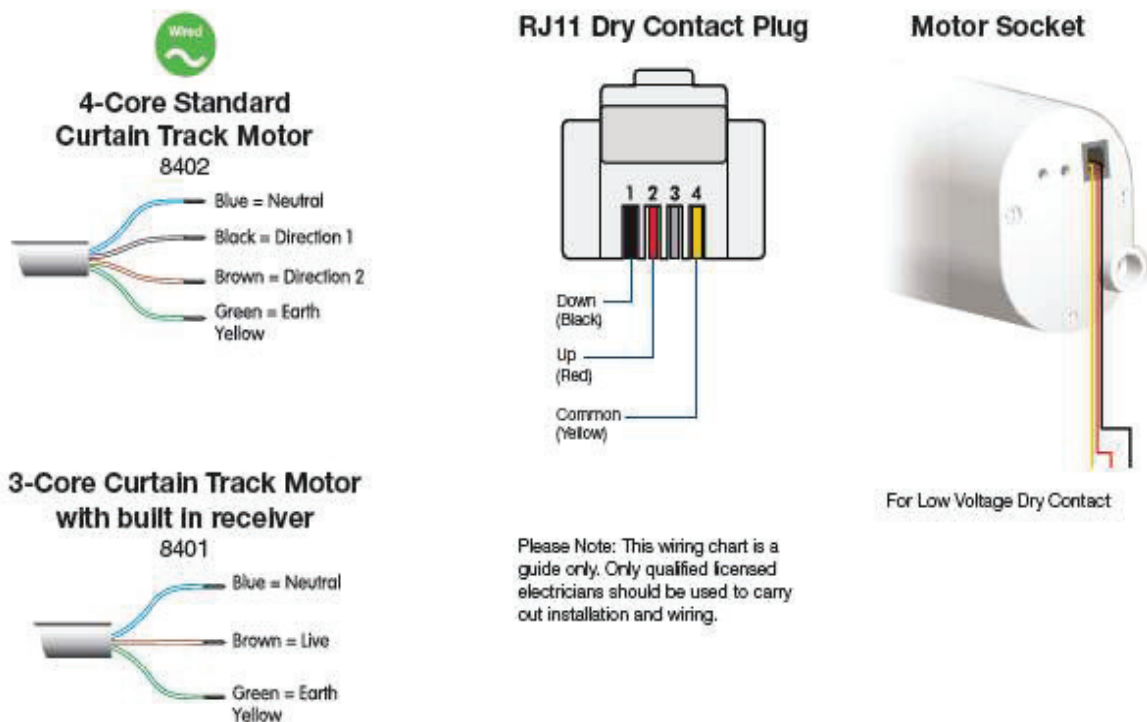 Wired
4-Core Standard
Curtain Track Motor
8402
Blue = Neutral
Black = Direction 1
Brown = Direction 2
Green = Earth
Yellow
3-Core Curtain Track Motor
with built in receiver
8401
Blue = Neutral
Brown = Live
Green = Earth
Yellow
RJ11 Dry Contact Plug
1 2 3 4
Down
(Black)
Up
(Red)
Common
(Yellow)
Please Note: This wiring chart is a
guide only. Only qualified licensed
electricians should be used to carry
out installation and wiring.
Motor Socket
For Low Voltage Dry Contact